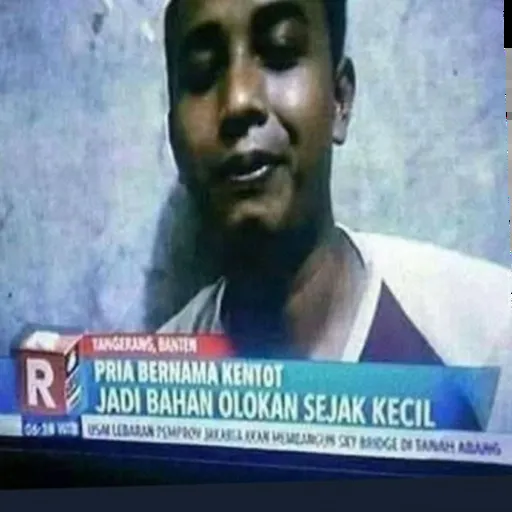 TANGERANG, BANTEN
R
PRIA BERNAMA KENTOT
JADI BAHAN OLOKAN SEJAK KECIL
06:28 WIB
USAI LEBARAN PEMPROV JAKARTA AKAN MEMBANGUN SKY BRIDGE DI TANAH ABANG